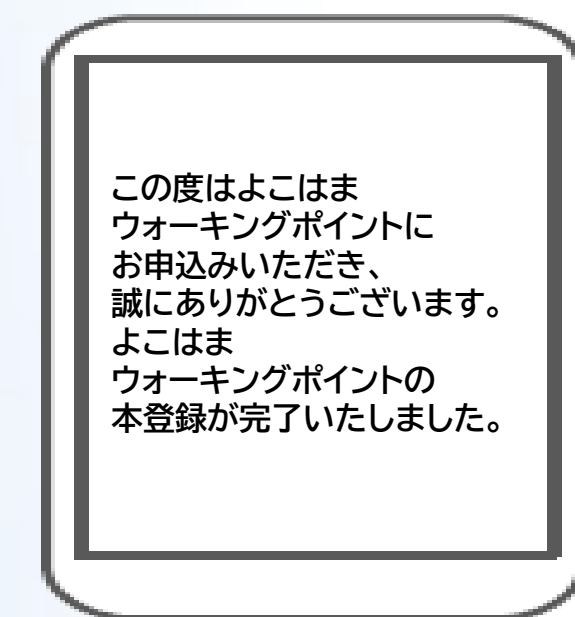 この度はよこはま
ウォーキングポイントに
お申込みいただき、
誠にありがとうございます。
よこはま
ウォーキングポイントの
本登録が完了いたしました。